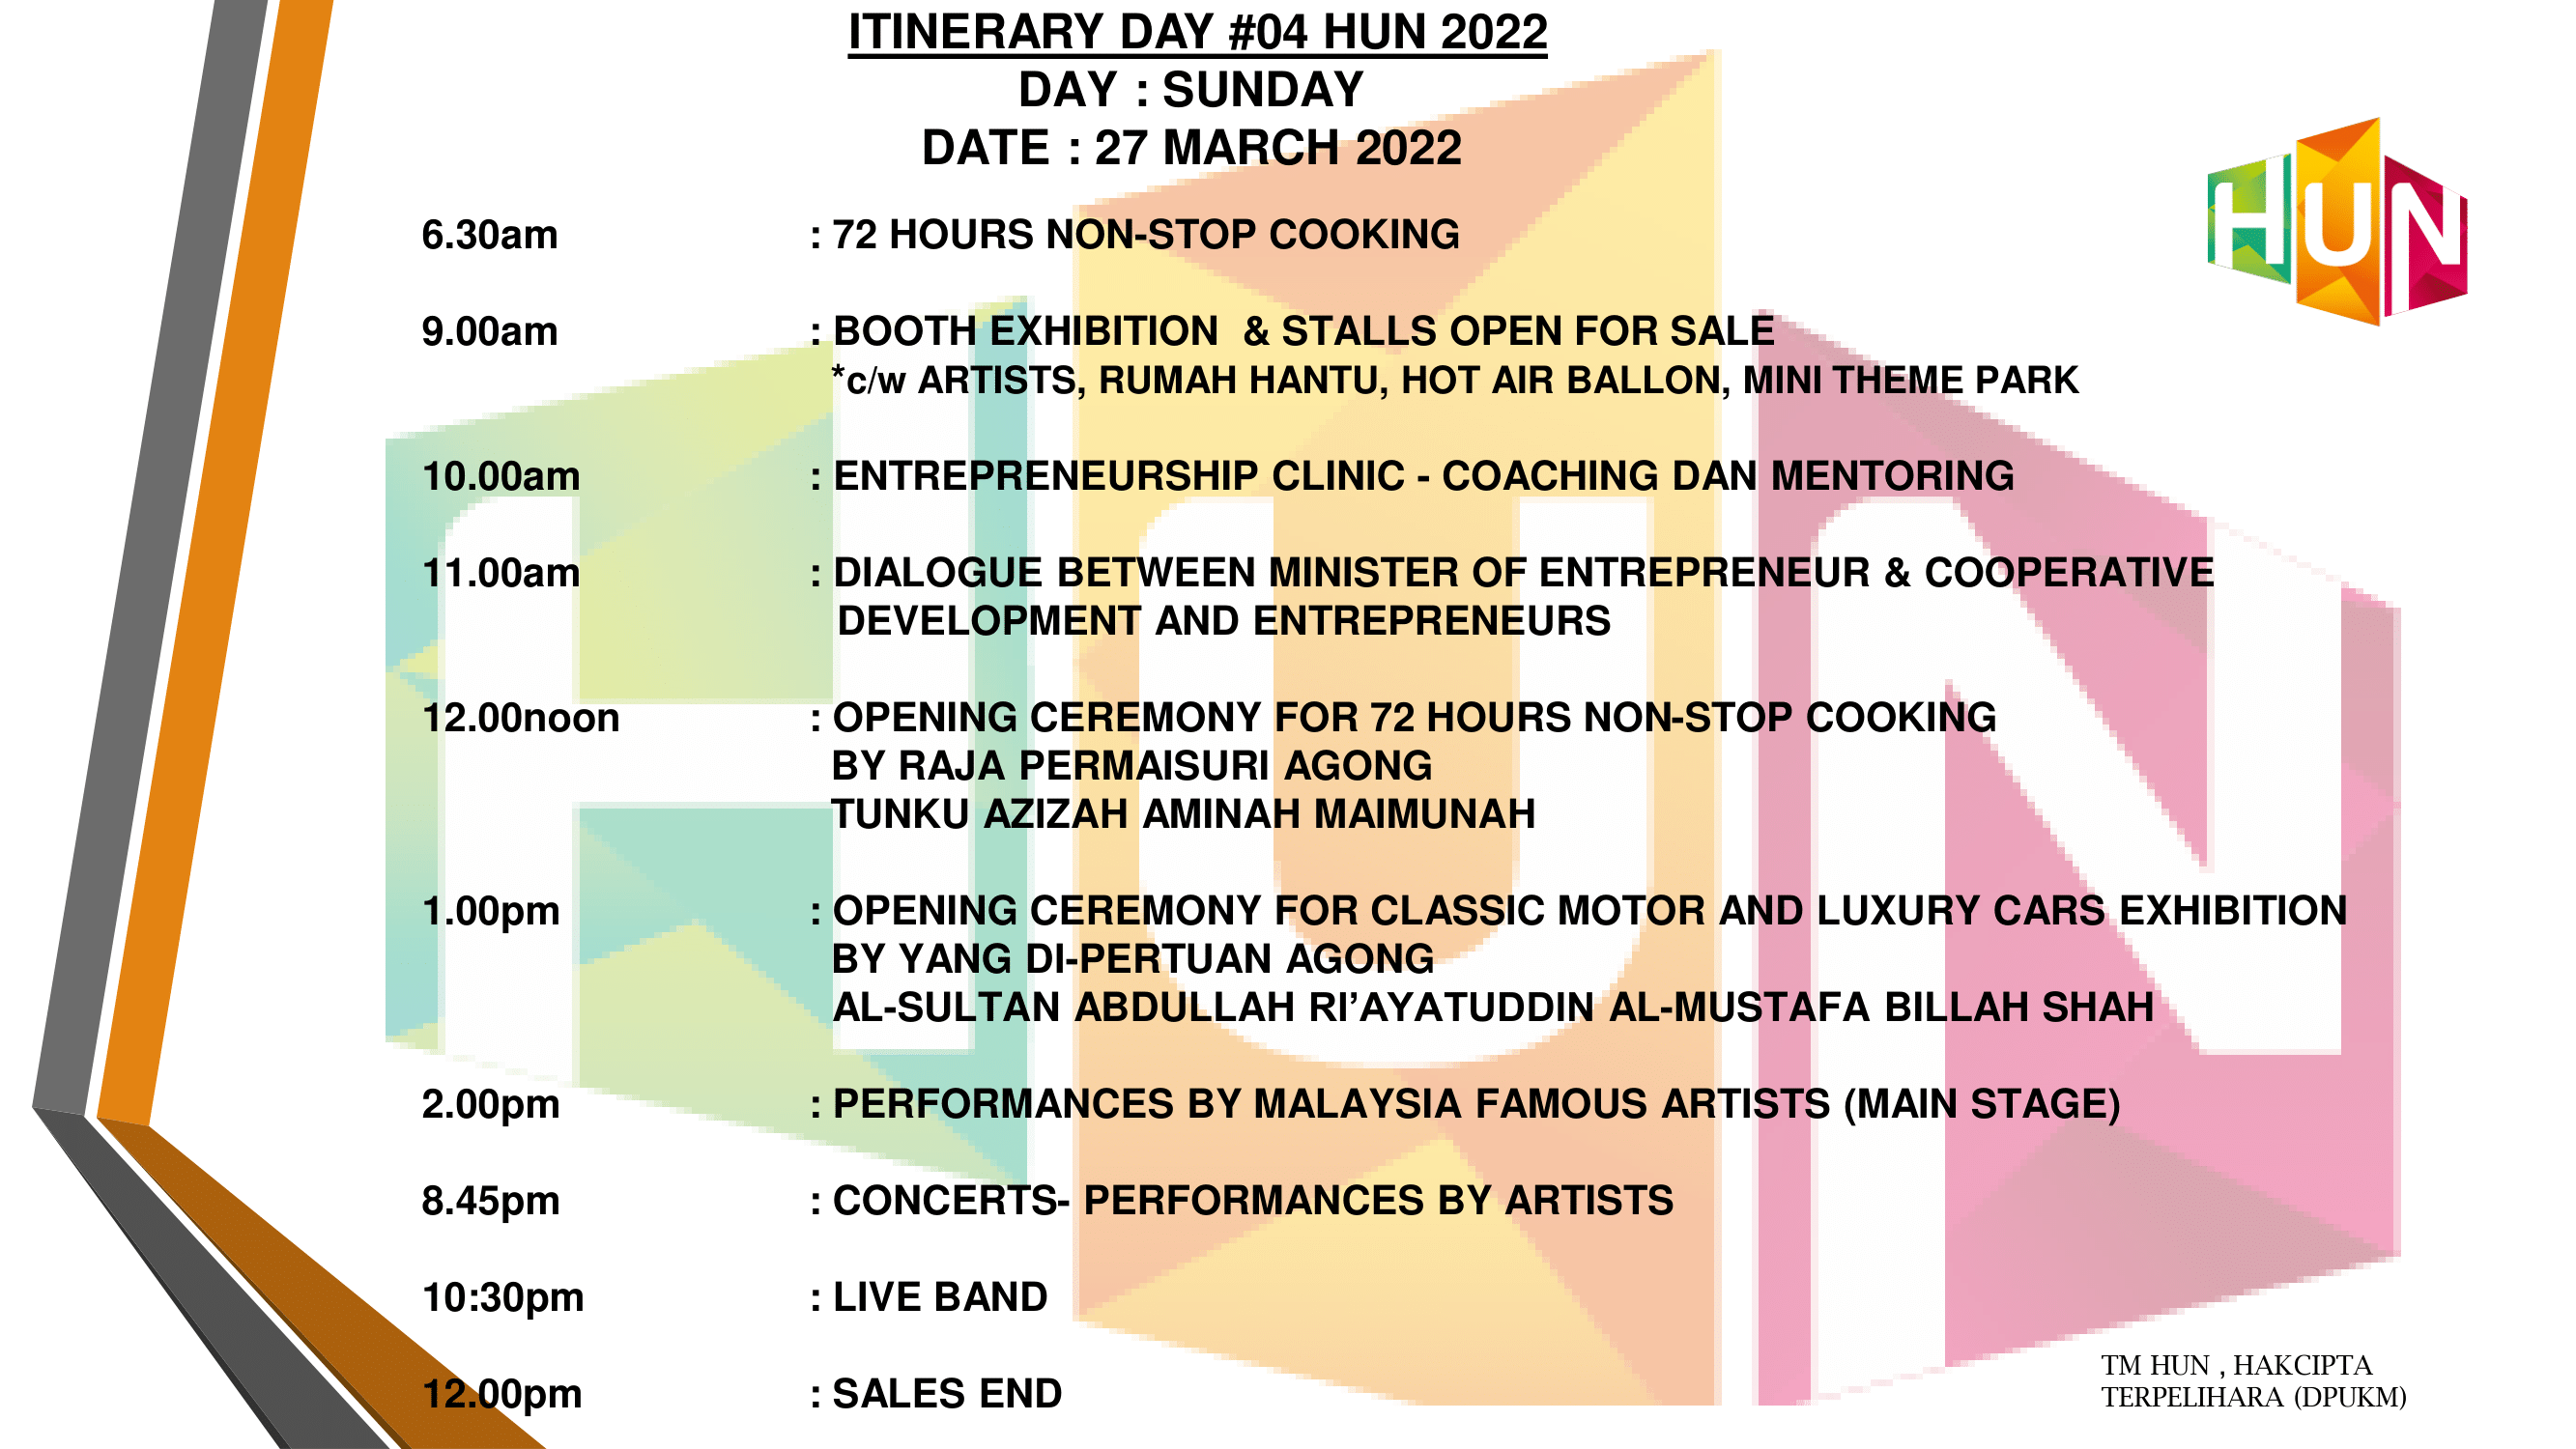 ITINERARY DAY #04 HUN 2022
DAY : SUNDAY
DATE : 27 MARCH 2022
HUN
6.30am : 72 HOURS NON-STOP COOKING
9.00am : BOOTH EXHIBITION & STALLS OPEN FOR SALE
*c/w ARTISTS, RUMAH HANTU, HOT AIR BALLON, MINI THEME PARK
10.00am : ENTREPRENEURSHIP CLINIC - COACHING DAN MENTORING
11.00am : DIALOGUE BETWEEN MINISTER OF ENTREPRENEUR & COOPERATIVE
DEVELOPMENT AND ENTREPRENEURS
12.00noon : OPENING CEREMONY FOR 72 HOURS NON-STOP COOKING
BY RAJA PERMAISURI AGONG
TUNKU AZIZAH AMINAH MAIMUNAH
1.00pm : OPENING CEREMONY FOR CLASSIC MOTOR AND LUXURY CARS EXHIBITION
BY YANG DI-PERTUAN AGONG
AL-SULTAN ABDULLAH RI’AYATUDDIN AL-MUSTAFA BILLAH SHAH
2.00pm : PERFORMANCES BY MALAYSIA FAMOUS ARTISTS (MAIN STAGE)
8.45pm : CONCERTS- PERFORMANCES BY ARTISTS
10:30pm : LIVE BAND
12.00pm : SALES END
HUN
TM HUN , HAKCIPTA
TERPELIHARA (DPUKM)